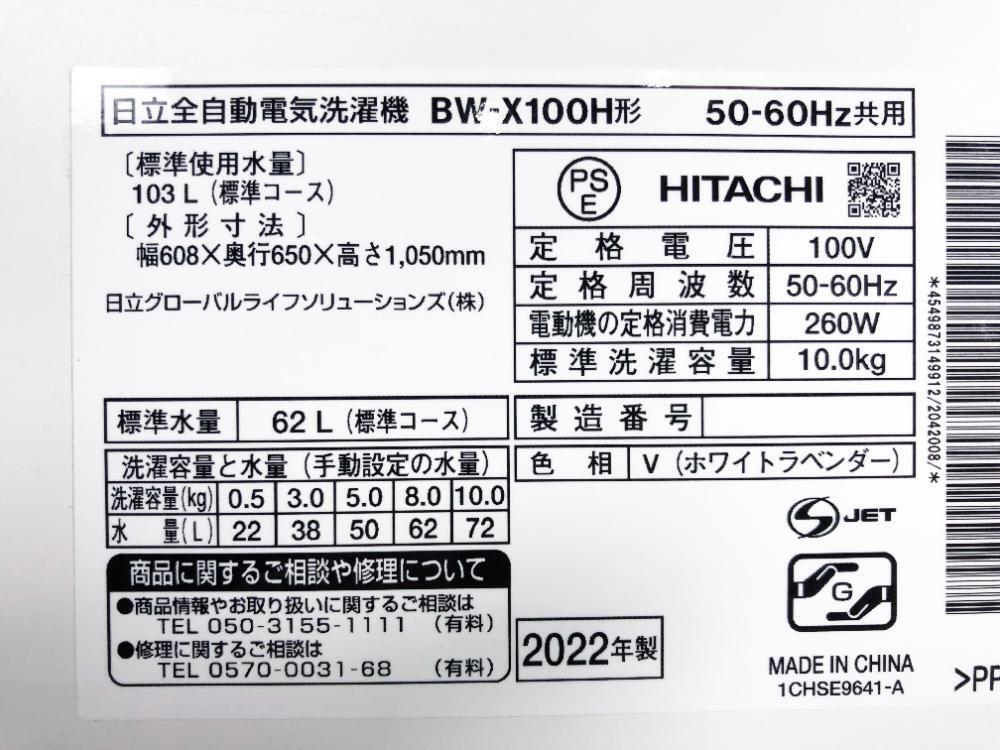 日立全自動電気洗濯機 BW-X100H形 50-60Hz共用
〔標準使用水量〕
103 L (標準コース)
〔外形寸法〕
幅608×奥行650×高さ1,050mm
日立グローバルライフソリューションズ(株)
PS
E
HITACHI
定格電圧 100V
定格周波数 50-60Hz
電動機の定格消費電力 260W
標準洗濯容量 10.0kg
標準水量 62 L (標準コース)
洗濯容量と水量 (手動設定の水量)
洗濯容量(kg) 0.5 3.0 5.0 8.0 10.0
水 量(L) 22 38 50 62 72
製造番号
色相 V (ホワイトラベンダー)
商品に関するご相談や修理について
●商品情報やお取り扱いに関するご相談は
TEL 050-3155-1111 (有料)
●修理に関するご相談は
TEL 0570-0031-68 (有料)
2022年製
S JET
G
MADE IN CHINA
1CHSE9641-A
*4549873149912/2042008/*
>PP